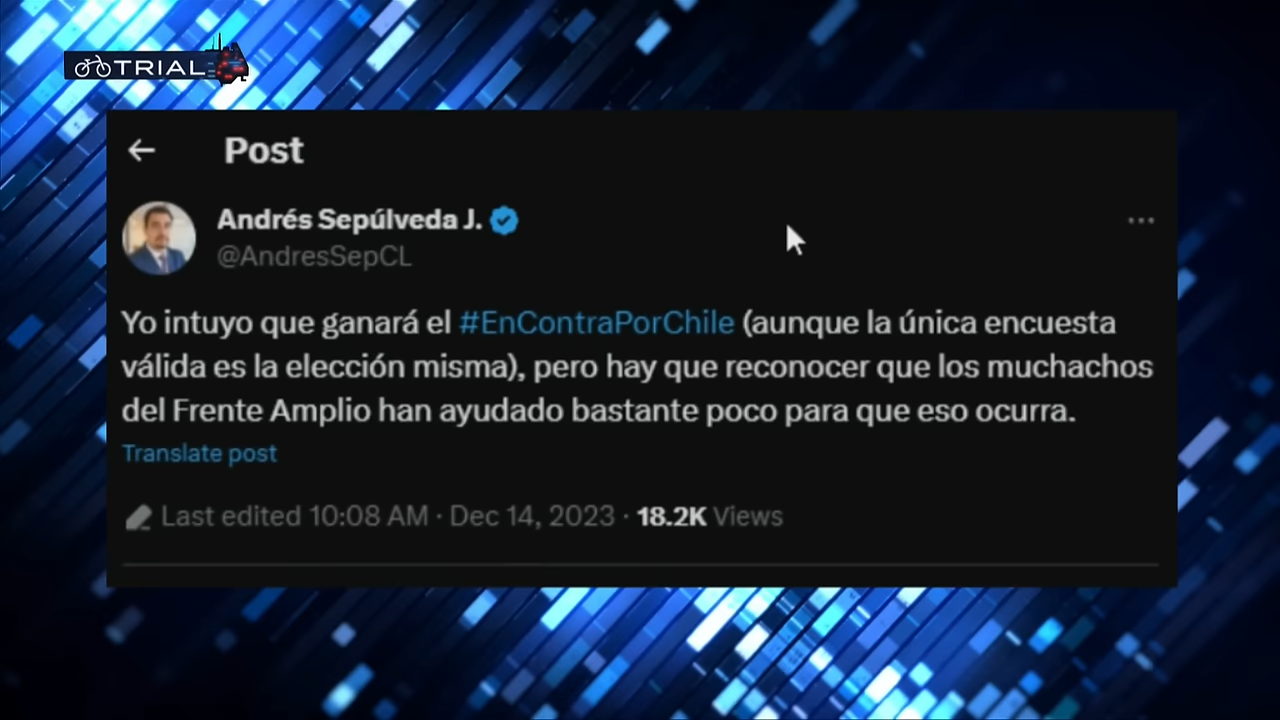 TRIAL
Post
Andrés Sepúlveda J.
@AndresSepCL
Yo intuyo que ganará el #EnContraPorChile (aunque la única encuesta
válida es la elección misma), pero hay que reconocer que los muchachos
del Frente Amplio han ayudado bastante poco para que eso ocurra.
Translate post
Last edited 10:08 AM · Dec 14, 2023 · 18.2K Views